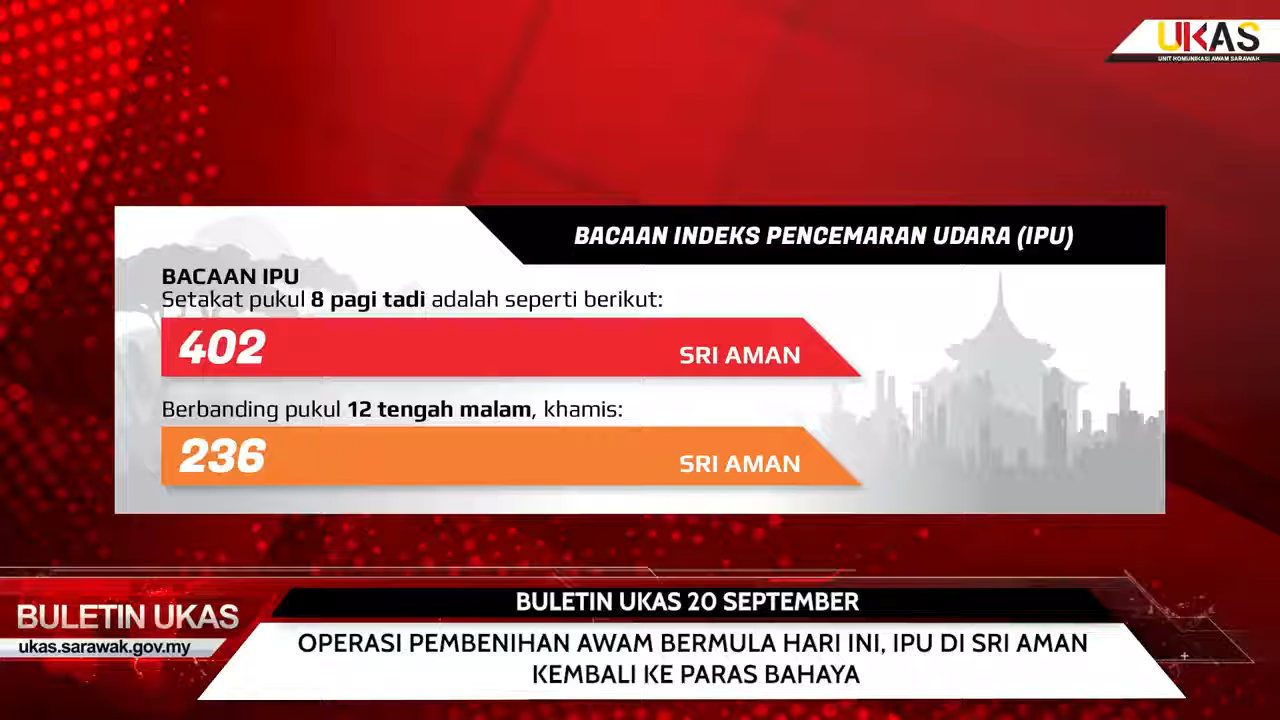 UKAS
UNIT KOMUNIKASI AWAM SARAWAK
BACAAN INDEKS PENCEMARAN UDARA (IPU)
BACAAN IPU
Setakat pukul 8 pagi tadi adalah seperti berikut:
402 SRI AMAN
Berbanding pukul 12 tengah malam, khamis:
236 SRI AMAN
BULETIN UKAS
ukas.sarawak.gov.my
BULETIN UKAS 20 SEPTEMBER
OPERASI PEMBENIHAN AWAM BERMULA HARI INI, IPU DI SRI AMAN
KEMBALI KE PARAS BAHAYA